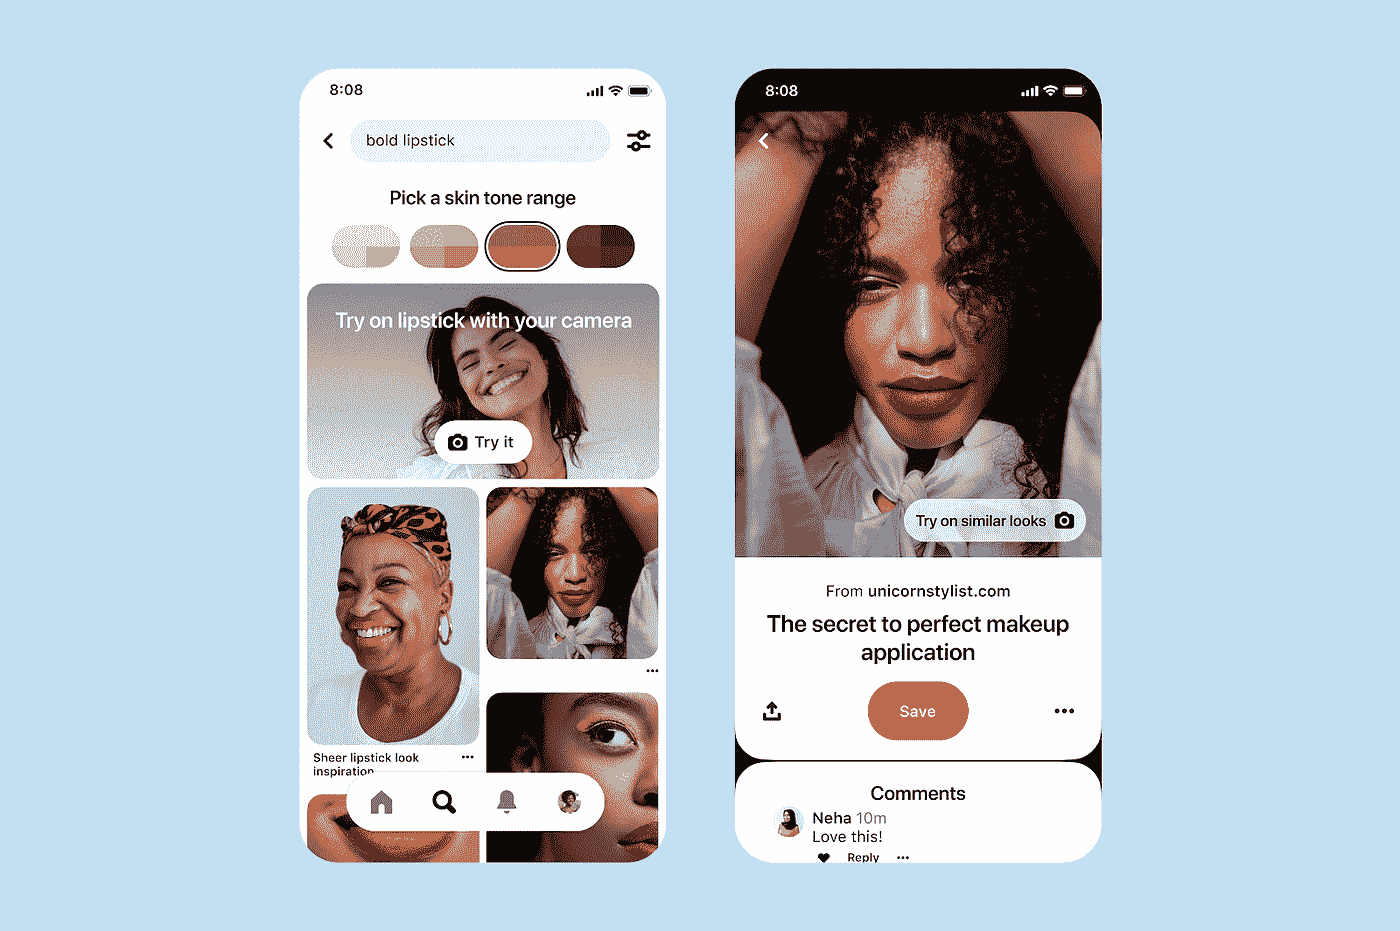 8:08
bold lipstick
Pick a skin tone range
Try on lipstick with your camera
Try it
Sheer lipstick look
inspiration
8:08
Try on similar looks
From unicornstylist.com
The secret to perfect makeup
application
Save
Comments
Neha 10m
Love this!
Reply